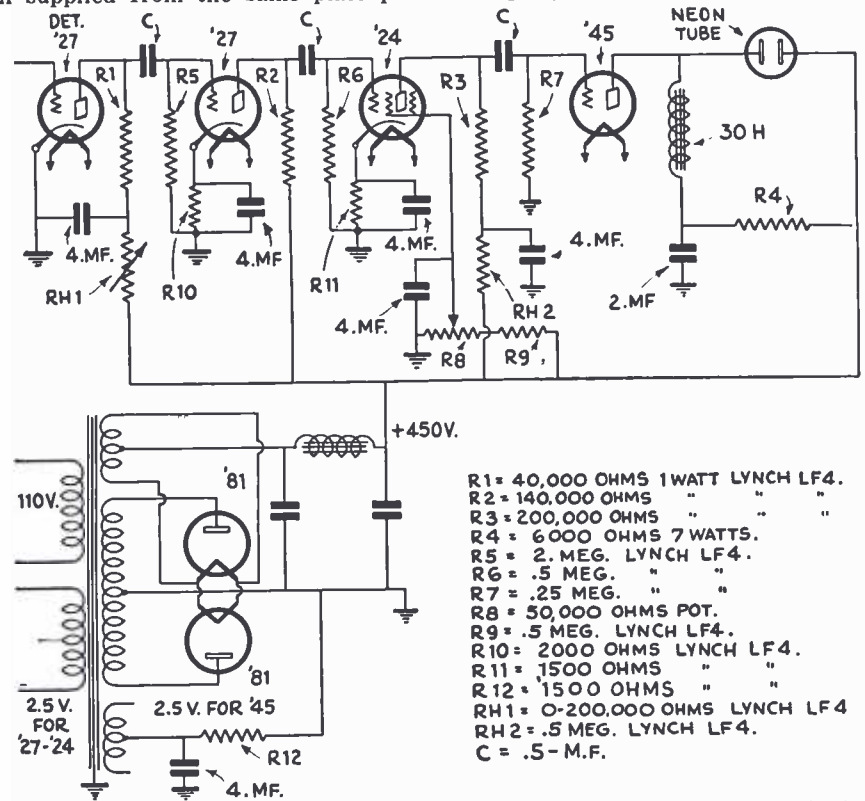 n supplied from the same plate p
DET.
'27
C
'27
C
'24
C
'45
NEON
TUBE
R1
R5
R2
R6
R3
R7
30 H
R4
4.MF.
RH1
R10
4.MF
R11
4.MF.
4.MF.
R8
R9
RH2
4.MF.
2.MF
+450V.
110V.
'81
'81
2.5 V.
FOR
'27-'24
2.5 V. FOR '45
R12
4.MF.
R1 = 40,000 OHMS 1 WATT LYNCH LF4.
R2 = 140,000 OHMS " " "
R3 = 200,000 OHMS " " "
R4 = 6000 OHMS 7 WATTS.
R5 = 2. MEG. LYNCH LF4.
R6 = .5 MEG. " "
R7 = .25 MEG. " "
R8 = 50,000 OHMS POT.
R9 = .5 MEG. LYNCH LF4.
R10 = 2000 OHMS LYNCH LF4.
R11 = 1500 OHMS " "
R12 = 1500 OHMS " "
RH1 = 0-200,000 OHMS LYNCH LF4
RH2 = .5 MEG. LYNCH LF4.
C = .5-M.F.